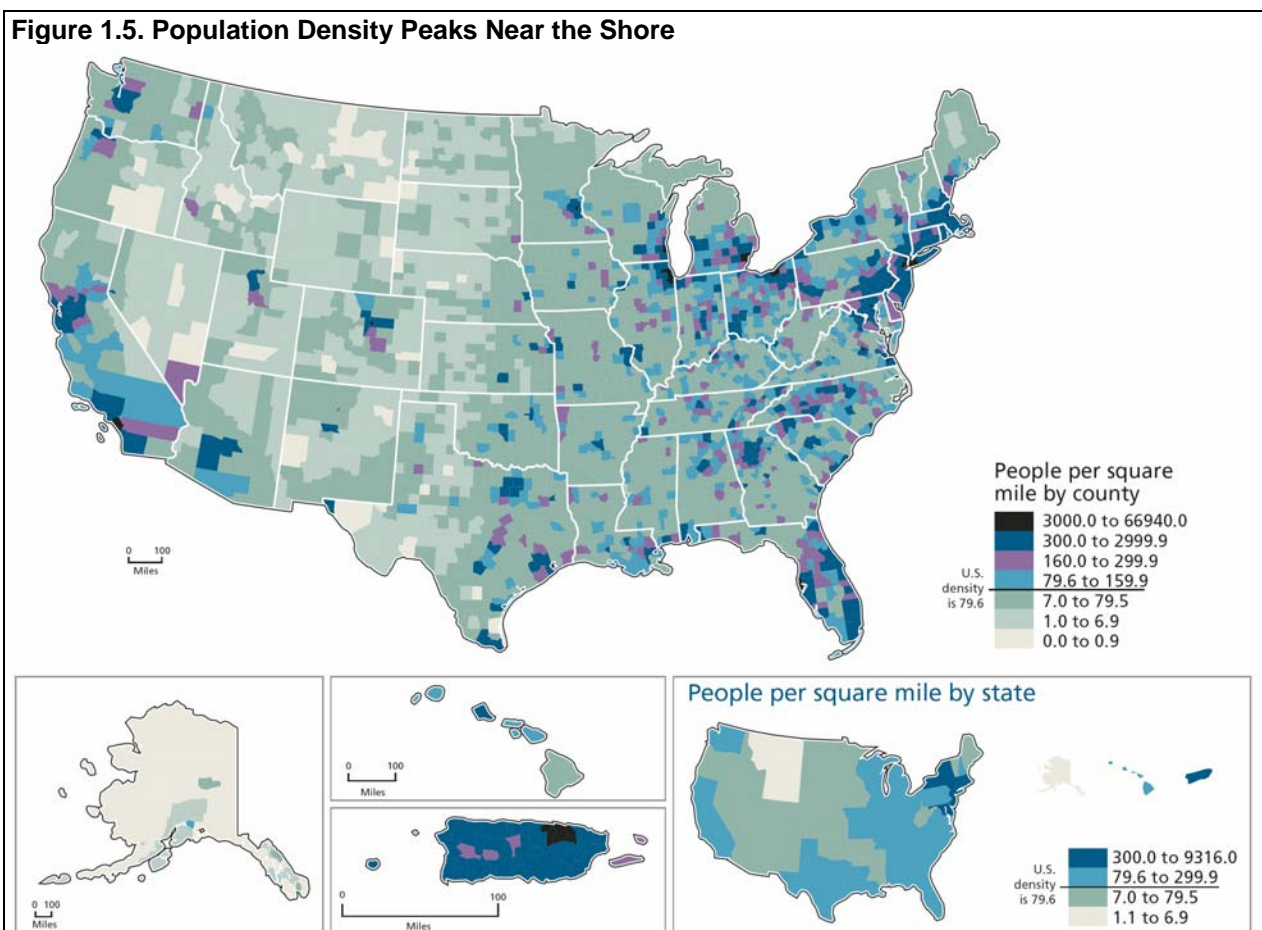 Figure 1.5. Population Density Peaks Near the Shore
People per square
mile by county
3000.0 to 66940.0
300.0 to 2999.9
160.0 to 299.9
79.6 to 159.9
7.0 to 79.5
1.0 to 6.9
0.0 to 0.9
U.S.
density
is 79.6
0 100
Miles
0 100
Miles
0 100
Miles
0 100
Miles
People per square mile by state
300.0 to 9316.0
79.6 to 299.9
7.0 to 79.5
1.1 to 6.9
U.S.
density
is 79.6